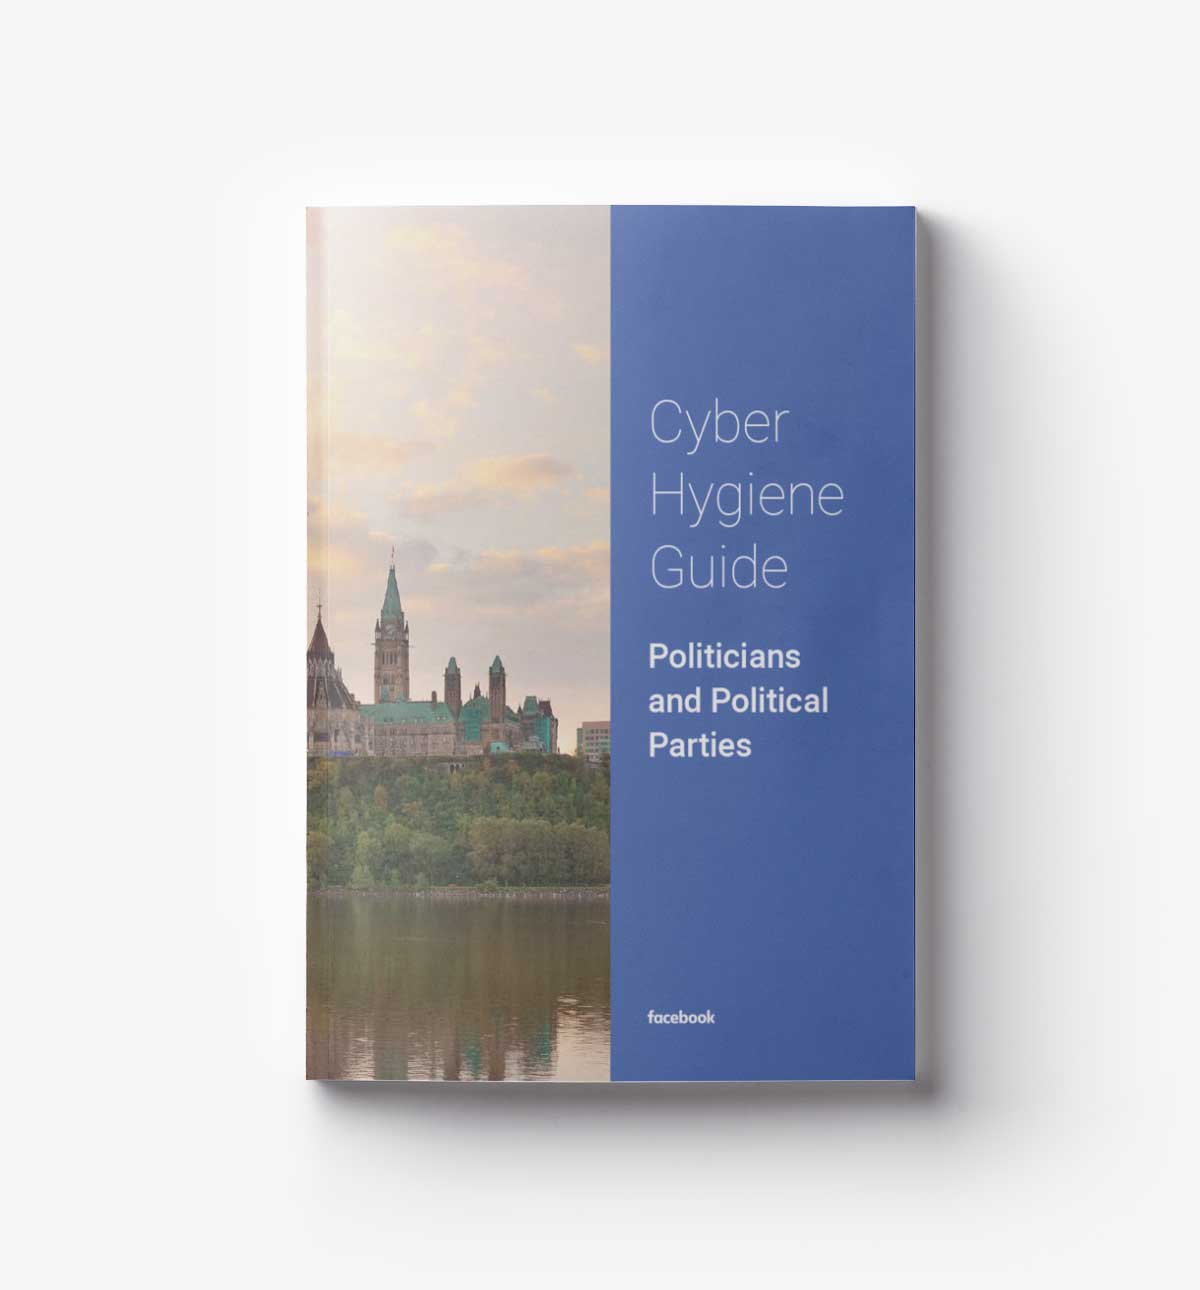 Cyber
Hygiene
Guide
Politicians
and Political
Parties
facebook